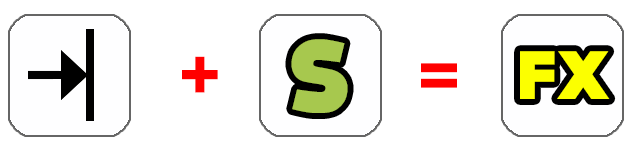 + S = FX